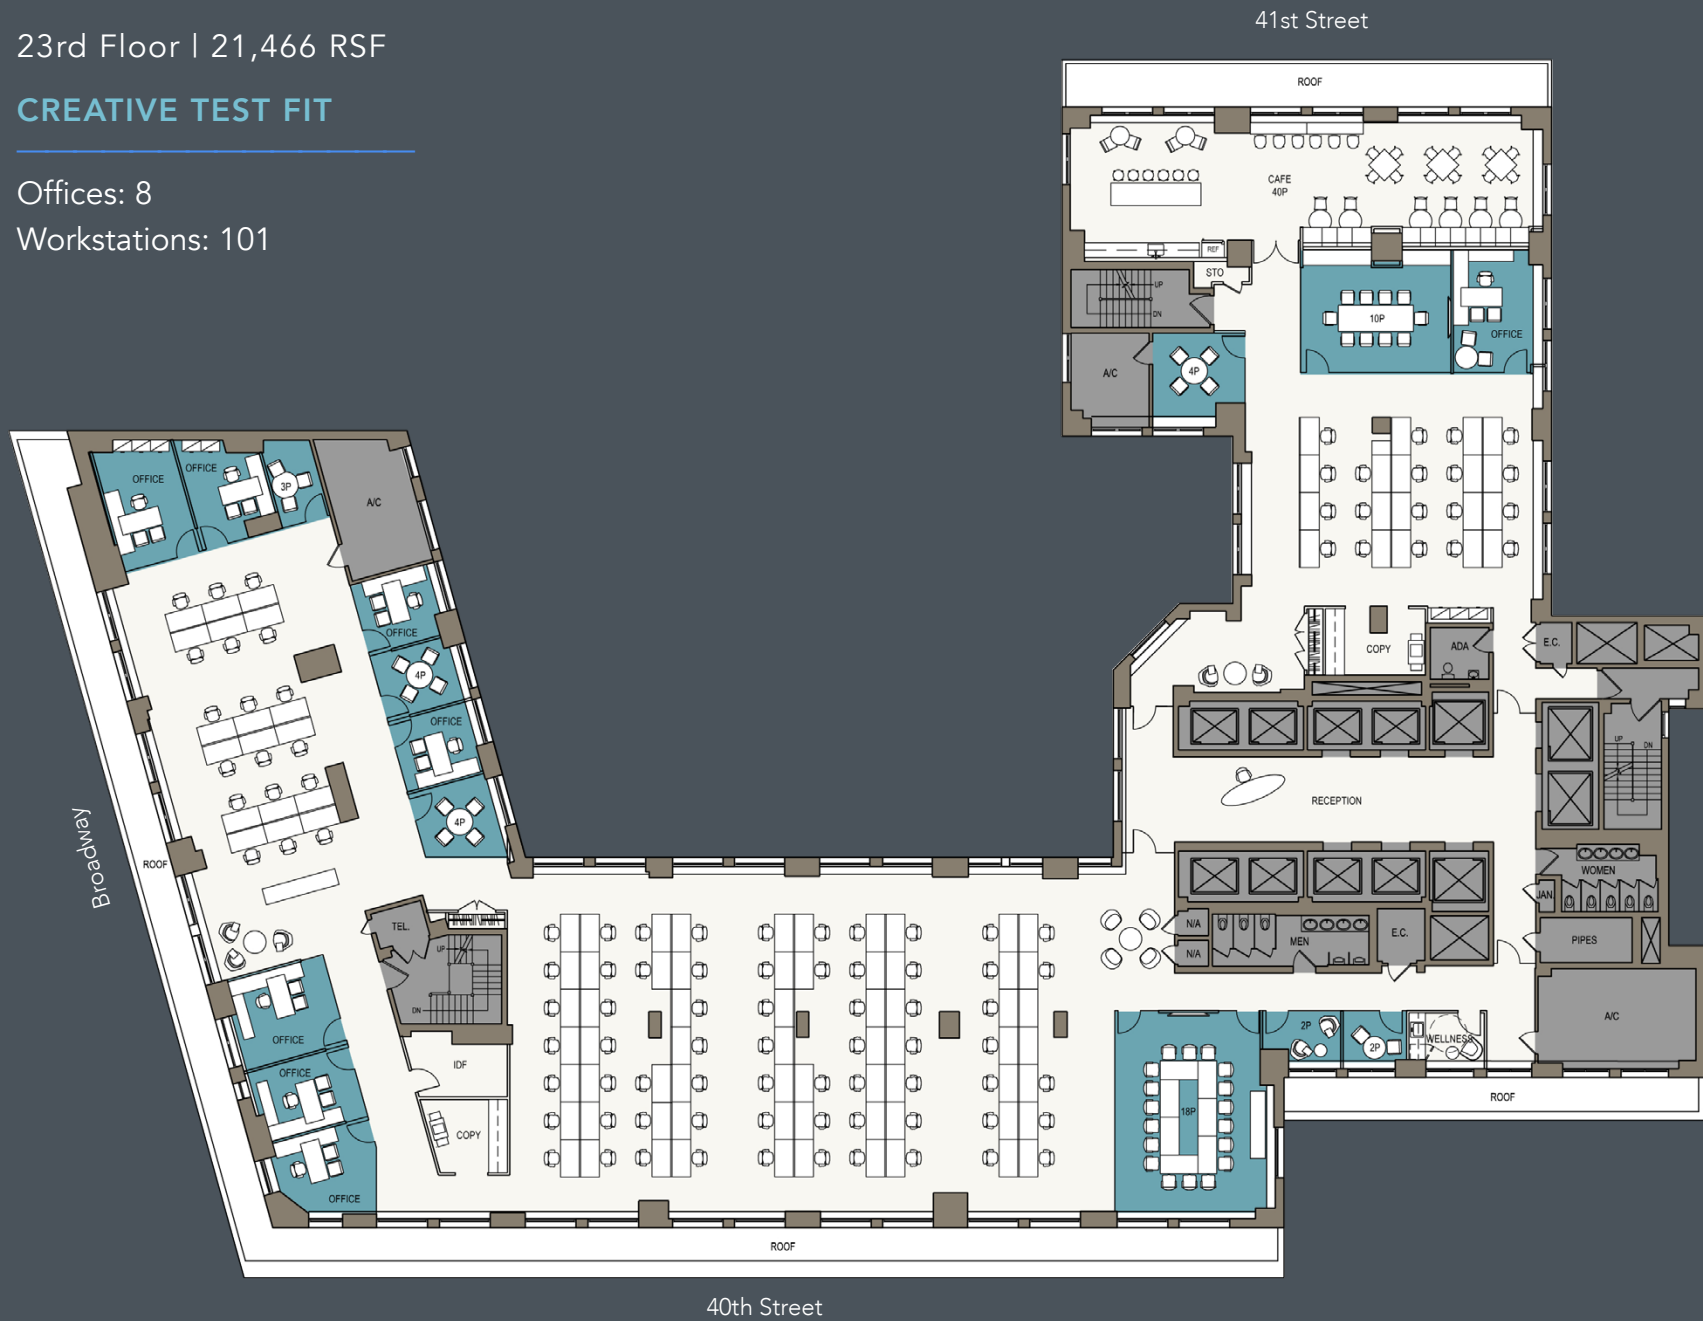 41st Street
23rd Floor | 21,466 RSF
CREATIVE TEST FIT
Offices: 8
Workstations: 101
ROOF
CAFE
40P
REF
STO
UP
DN
10P
OFFICE
A/C
4P
OFFICE
OFFICE
3P
A/C
OFFICE
4P
OFFICE
4P
COPY
ADA
E.C.
UP
DN
RECEPTION
Broadway
ROOF
WOMEN
JAN
TEL.
UP
DN
N/A
N/A
MEN
E.C.
PIPES
OFFICE
OFFICE
OFFICE
IDF
COPY
2P
2P
WELLNESS
A/C
18P
ROOF
ROOF
40th Street